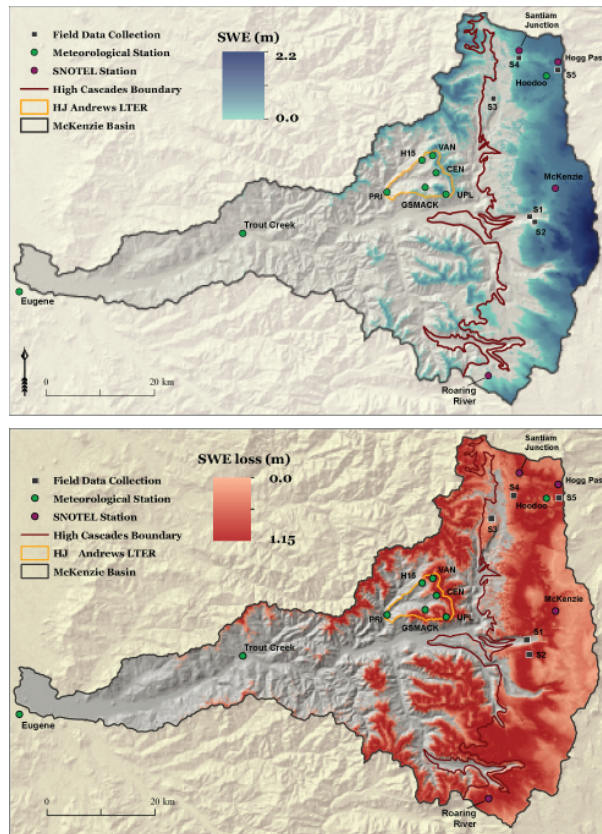 Santiam
Junction
SWE (m)
2.2
0.0
Field Data Collection
Meteorological Station
SNOTEL Station
High Cascades Boundary
HJ Andrews LTER
McKenzie Basin
S4
Hogg Pas
S5
Hoodoo
S3
VAN
H15
CEN
PRI
GSMACK
UPL
McKenzie
S1
S2
Trout Creek
Eugene
0
20 km
Roaring
River
Santiam
Junction
SWE loss (m)
0.0
1.15
Field Data Collection
Meteorological Station
SNOTEL Station
High Cascades Boundary
HJ Andrews LTER
McKenzie Basin
S4
Hogg Pas
S5
Hoodoo
S3
VAN
H15
CEN
PRI
GSMACK
UPL
McKenzie
S1
S2
Trout Creek
Eugene
0
20 km
Roaring
River